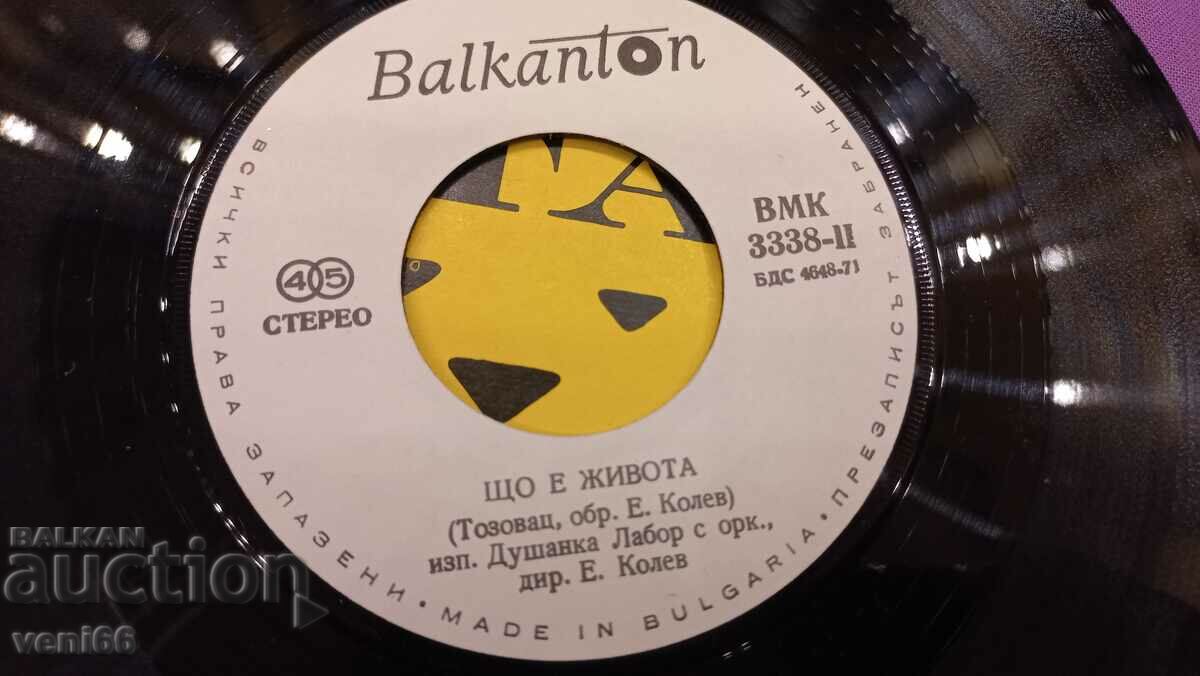 Balkanton
ВМК
3338-II
БДС 4648-71
45
СТЕРЕО
ЩО Е ЖИВОТА
(Тозовац, обр. Е. Колев)
изп. Душанка Лабор с орк.,
дир. Е. Колев
ВСИЧКИ ПРАВА ЗАПАЗЕНИ • MADE IN BULGARIA • ПРЕЗАПИСЪТ ЗАБРАНЕН
BALKAN
auction
veni66